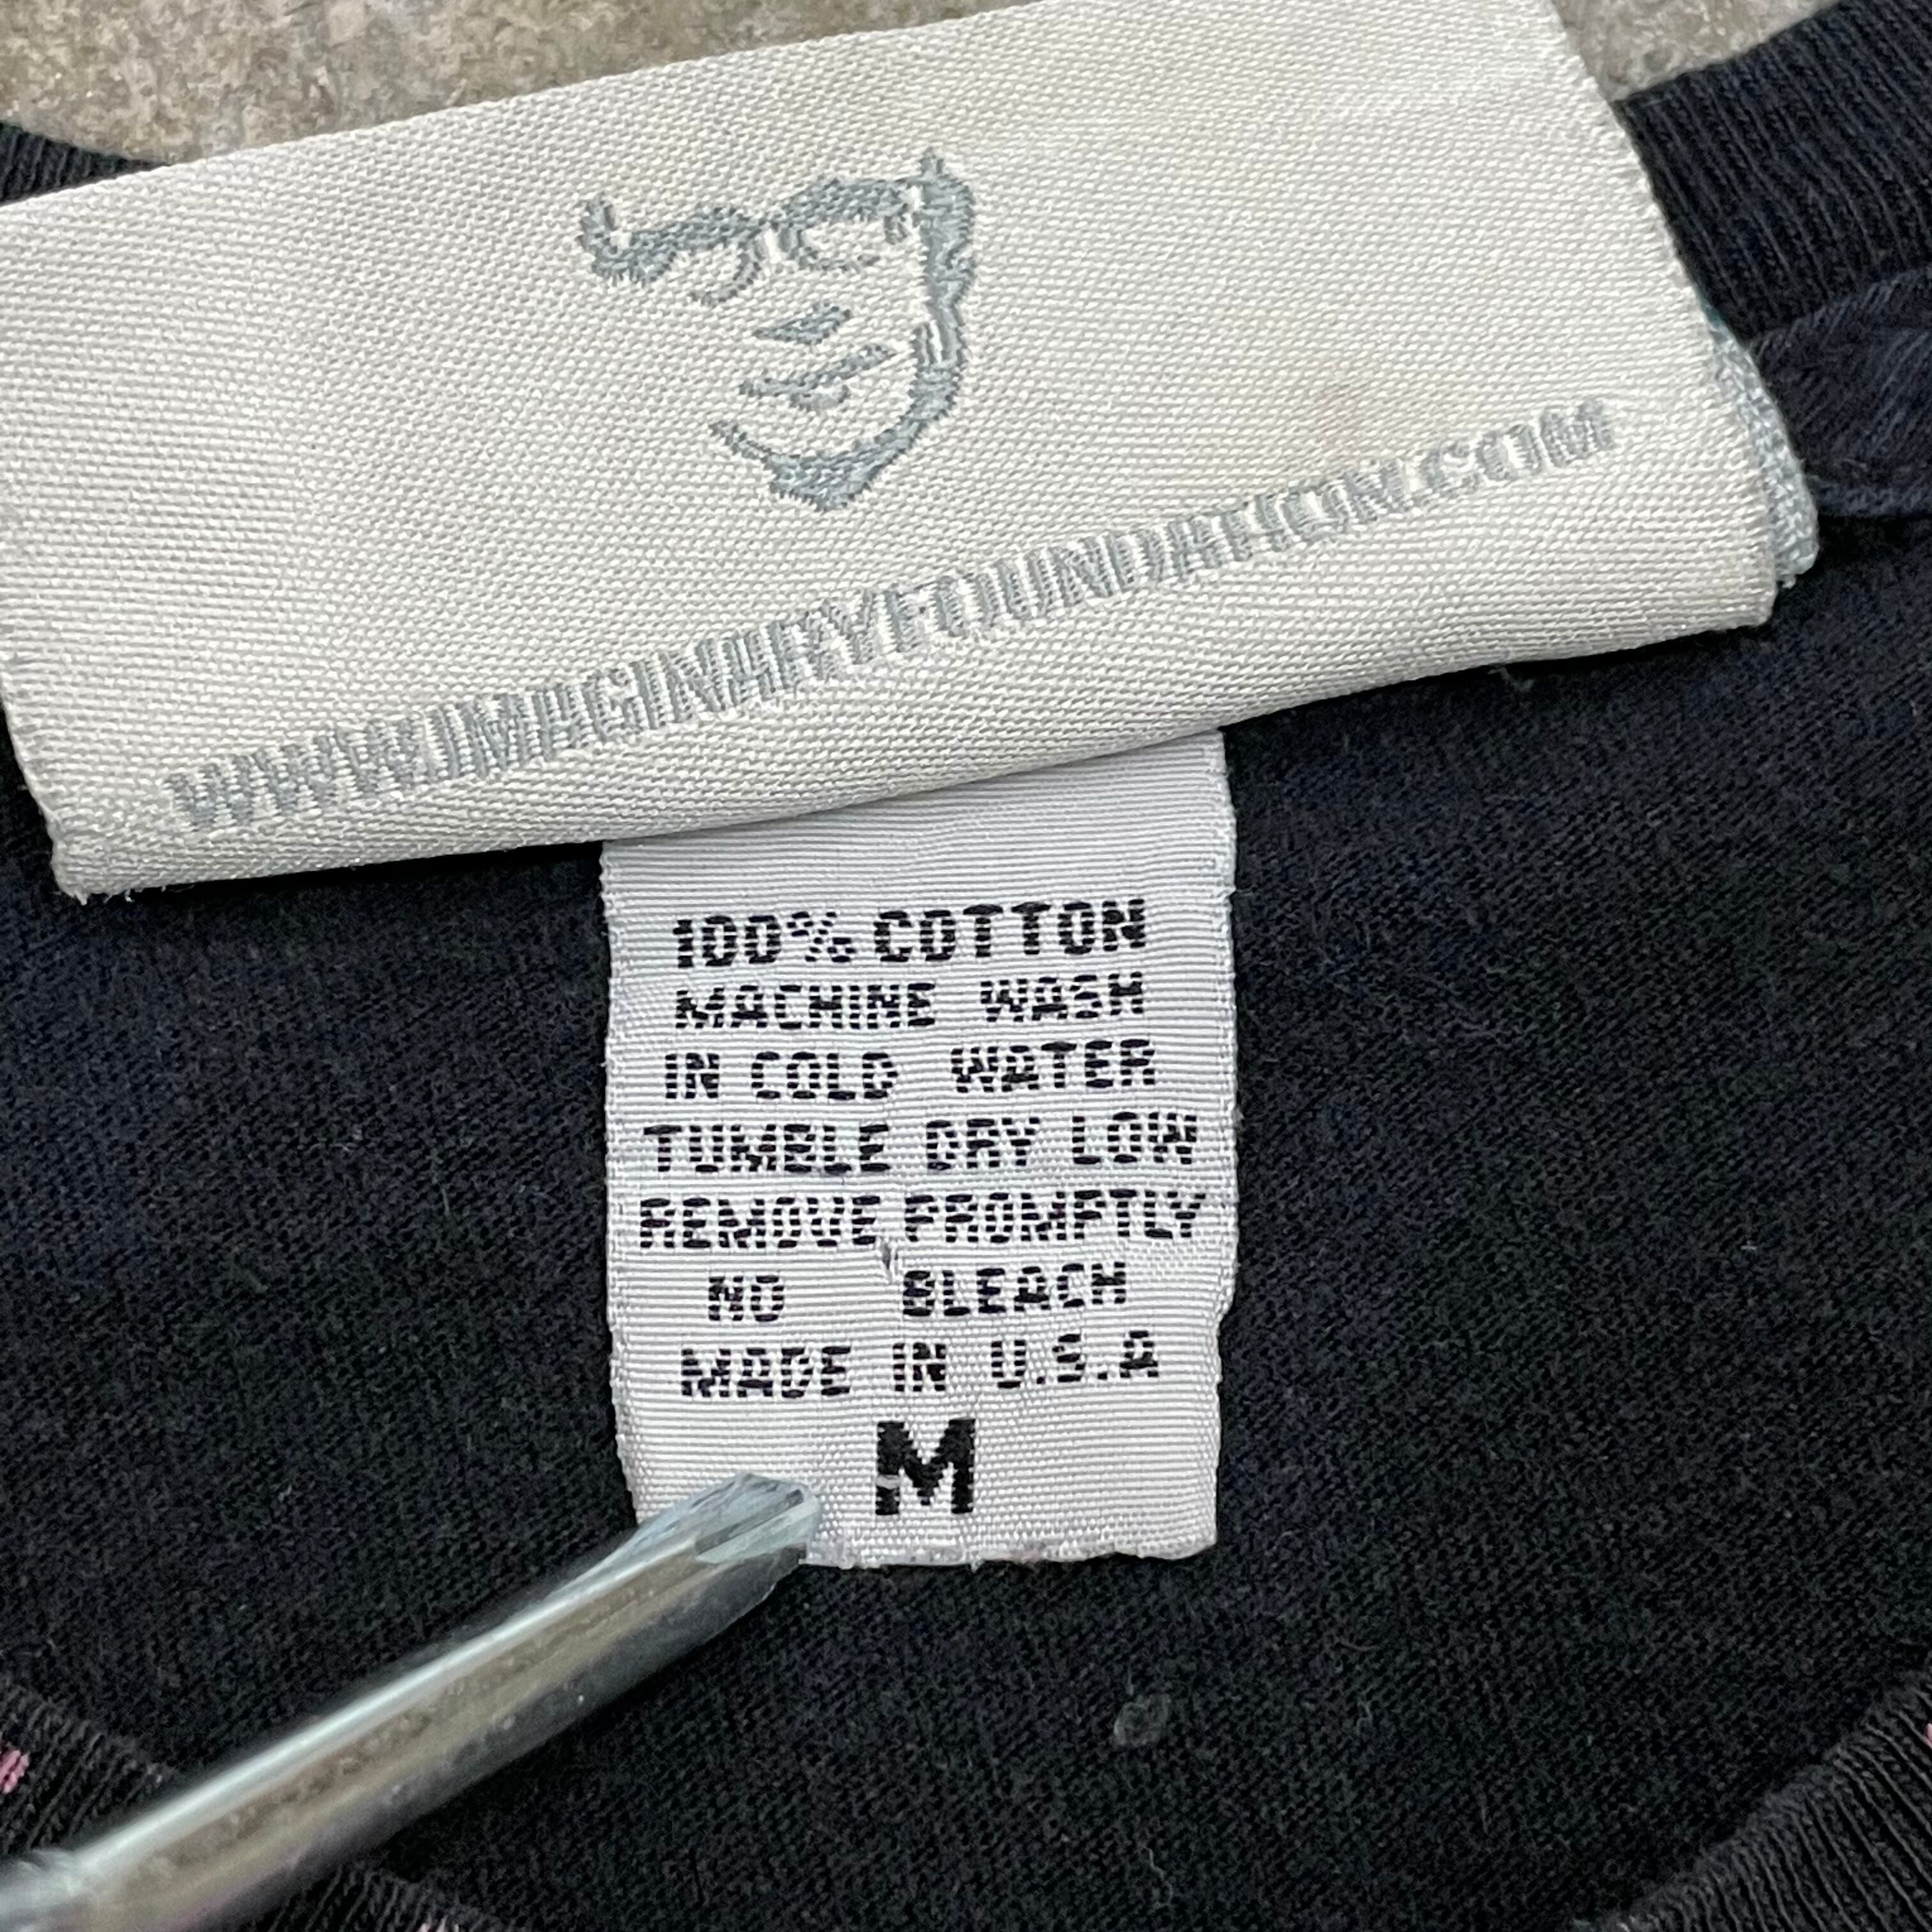 WWW.IMAGINARYFOUNDATION.COM
100% COTTON
MACHINE WASH
IN COLD WATER
TUMBLE DRY LOW
REMOVE PROMPTLY
NO BLEACH
MADE IN U.S.A
M